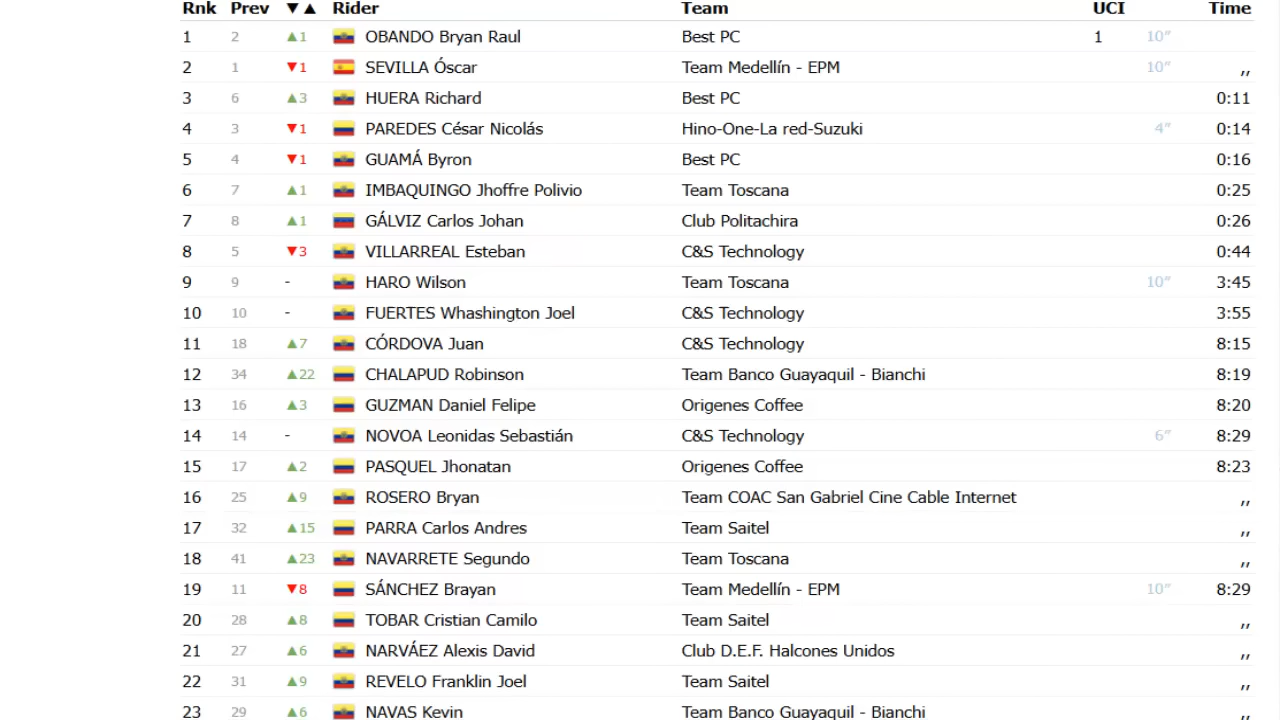 Rnk Prev ▼▲ Rider Team UCI Time
1 2 ▲1 OBANDO Bryan Raul Best PC 1 10″
2 1 ▼1 SEVILLA Óscar Team Medellín - EPM 10″ ,,
3 6 ▲3 HUERA Richard Best PC 0:11
4 3 ▼1 PAREDES César Nicolás Hino-One-La red-Suzuki 4″ 0:14
5 4 ▼1 GUAMÁ Byron Best PC 0:16
6 7 ▲1 IMBAQUINGO Jhoffre Polivio Team Toscana 0:25
7 8 ▲1 GÁLVIZ Carlos Johan Club Politachira 0:26
8 5 ▼3 VILLARREAL Esteban C&S Technology 0:44
9 9 - HARO Wilson Team Toscana 10″ 3:45
10 10 - FUERTES Whashington Joel C&S Technology 3:55
11 18 ▲7 CÓRDOVA Juan C&S Technology 8:15
12 34 ▲22 CHALAPUD Robinson Team Banco Guayaquil - Bianchi 8:19
13 16 ▲3 GUZMAN Daniel Felipe Origenes Coffee 8:20
14 14 - NOVOA Leonidas Sebastián C&S Technology 6″ 8:29
15 17 ▲2 PASQUEL Jhonatan Origenes Coffee 8:23
16 25 ▲9 ROSERO Bryan Team COAC San Gabriel Cine Cable Internet ,,
17 32 ▲15 PARRA Carlos Andres Team Saitel ,,
18 41 ▲23 NAVARRETE Segundo Team Toscana ,,
19 11 ▼8 SÁNCHEZ Brayan Team Medellín - EPM 10″ 8:29
20 28 ▲8 TOBAR Cristian Camilo Team Saitel ,,
21 27 ▲6 NARVÁEZ Alexis David Club D.E.F. Halcones Unidos ,,
22 31 ▲9 REVELO Franklin Joel Team Saitel ,,
23 29 ▲6 NAVAS Kevin Team Banco Guayaquil - Bianchi ,,